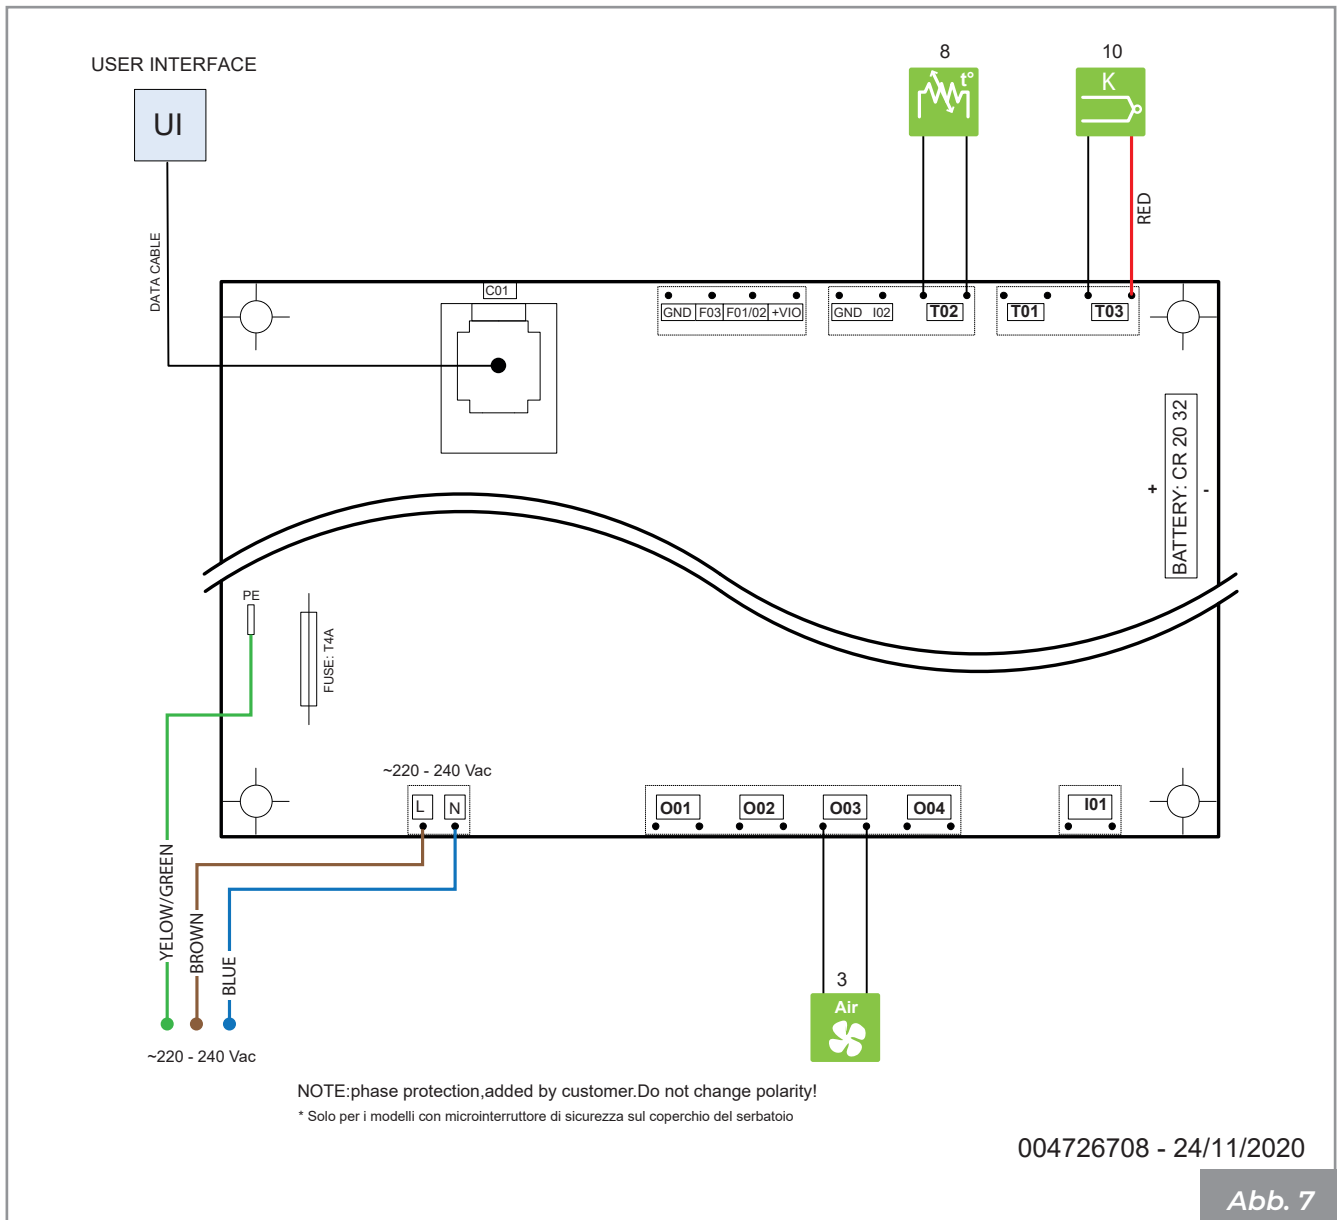 USER INTERFACE
UI
DATA CABLE
8
t°
10
K
RED
C01
GND F03 F01/02 +VIO
GND I02 T02
T01 T03
BATTERY: CR 20 32
+ -
PE
FUSE: T4A
~220 - 240 Vac
L N
O01 O02 O03 O04
I01
YELOW/GREEN
BROWN
BLUE
~220 - 240 Vac
3
Air
NOTE:phase protection,added by customer.Do not change polarity!
* Solo per i modelli con microinterruttore di sicurezza sul coperchio del serbatoio
004726708 - 24/11/2020
Abb. 7